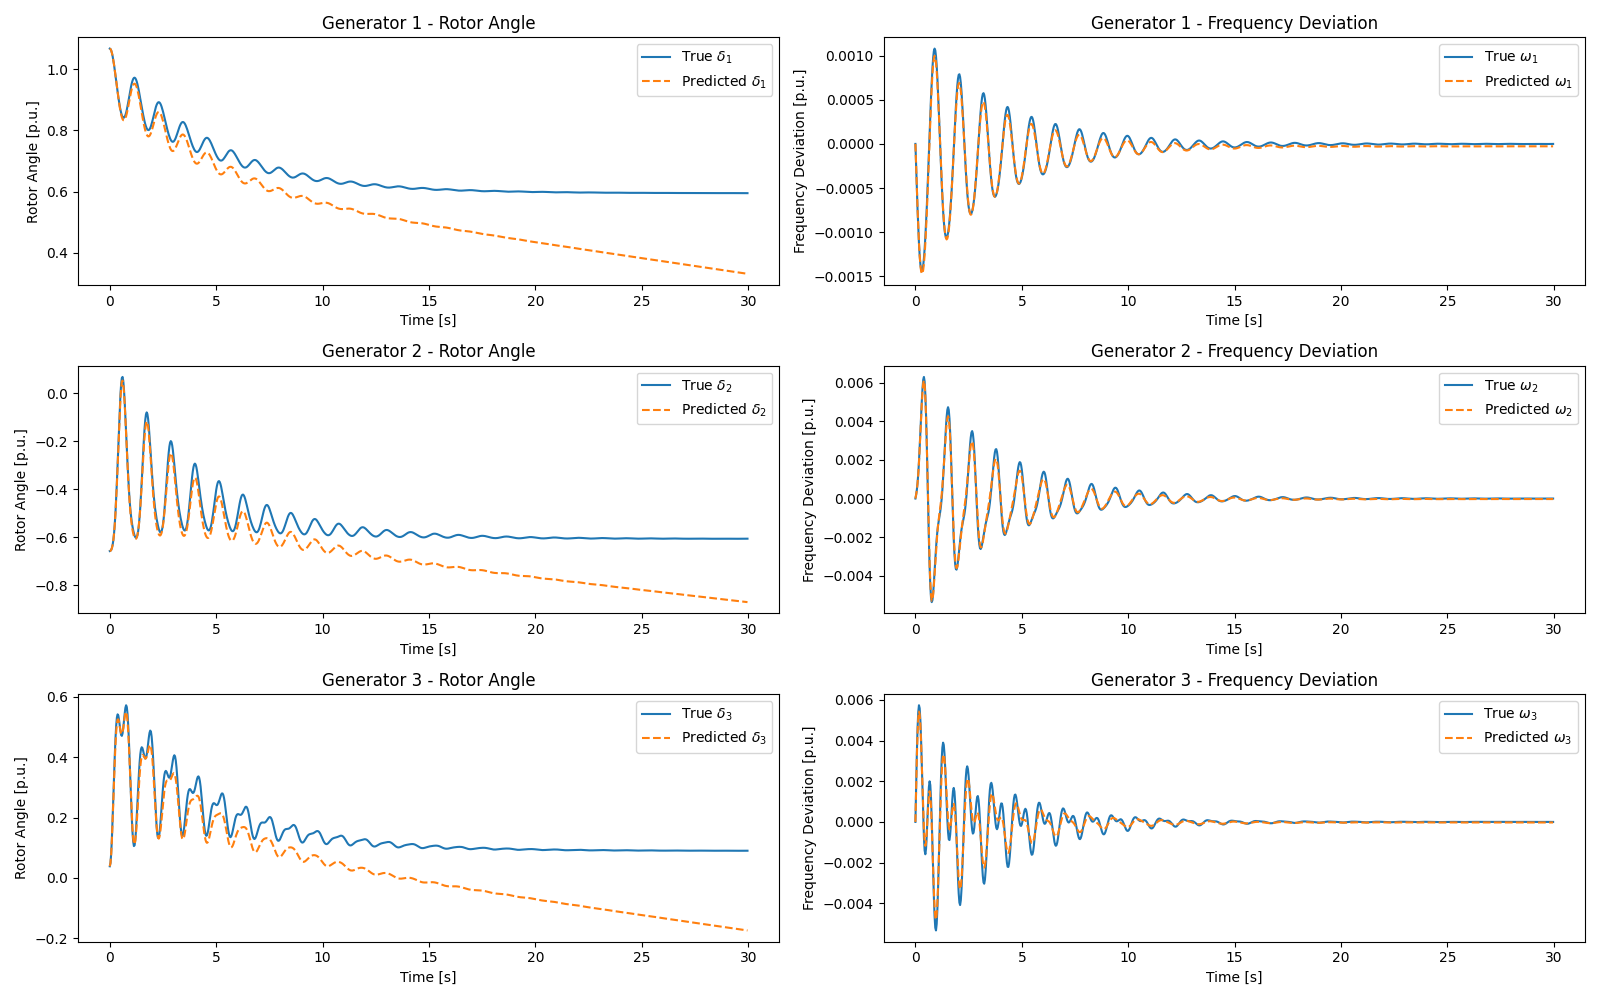 Generator 1 - Rotor Angle
Rotor Angle [p.u.]
1.0
0.8
0.6
0.4
True δ1
Predicted δ1
0 5 10 15 20 25 30
Time [s]
Generator 1 - Frequency Deviation
Frequency Deviation [p.u.]
0.0010
0.0005
0.0000
−0.0005
−0.0010
−0.0015
True ω1
Predicted ω1
0 5 10 15 20 25 30
Time [s]
Generator 2 - Rotor Angle
Rotor Angle [p.u.]
0.0
−0.2
−0.4
−0.6
−0.8
True δ2
Predicted δ2
0 5 10 15 20 25 30
Time [s]
Generator 2 - Frequency Deviation
Frequency Deviation [p.u.]
0.006
0.004
0.002
0.000
−0.002
−0.004
True ω2
Predicted ω2
0 5 10 15 20 25 30
Time [s]
Generator 3 - Rotor Angle
Rotor Angle [p.u.]
0.6
0.4
0.2
0.0
−0.2
True δ3
Predicted δ3
0 5 10 15 20 25 30
Time [s]
Generator 3 - Frequency Deviation
Frequency Deviation [p.u.]
0.006
0.004
0.002
0.000
−0.002
−0.004
True ω3
Predicted ω3
0 5 10 15 20 25 30
Time [s]